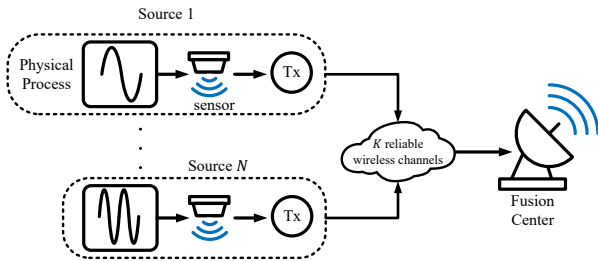 Source 1
Physical
Process
sensor
Tx
K reliable
wireless channels
Source N
Tx
Fusion
Center